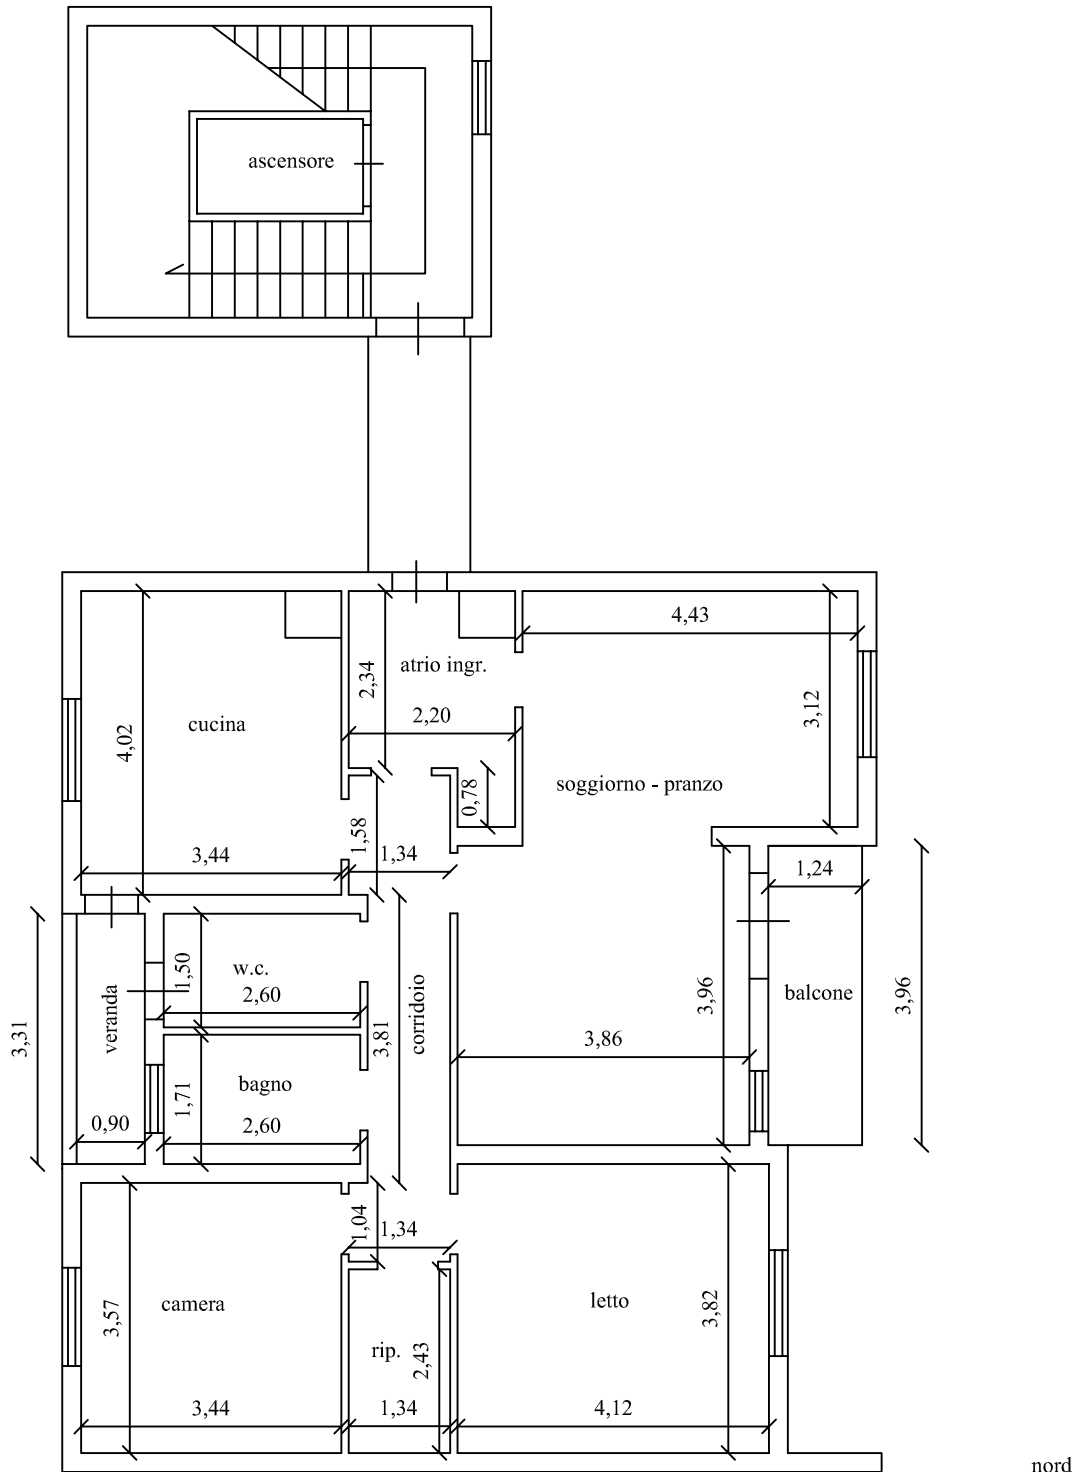 ascensore
4,43
atrio ingr.
2,34
2,20
3,12
cucina
4,02
soggiorno - pranzo
0,78
1,58
3,44
1,34
1,24
1,50
w.c.
2,60
veranda
3,31
3,81
corridoio
3,96
balcone
3,96
3,86
bagno
1,71
0,90
2,60
1,04
1,34
camera
3,57
letto
3,82
rip.
2,43
3,44
1,34
4,12
nord